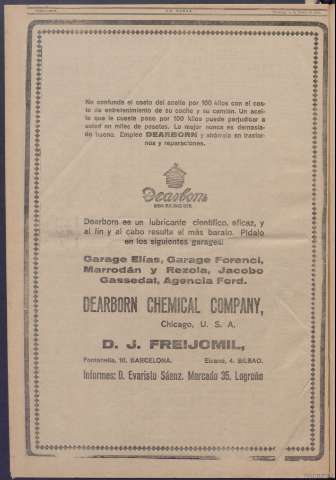 LA RIOJA
No confunda el costo del aceite por 100 kilos con el cos-
to de entretenimiento de su coche y su camión. Un acei-
te que le cueste poco por 100 kilos puede perjudicar a
usted en miles de pesetas. Lo mejor nunca es demasia-
do bueno. Emplee DEARBORN y ahórrele en trastor-
nos y reparaciones.
Dearborn
Dearborn es un lubricante científico, eficaz, y
al fin y al cabo resulta el más barato. Pídalo
en los siguientes garages:
Garage Elías, Garage Forenci,
Marrodán y Rezola, Jacobo
Gassedat, Agencia Ford.
DEARBORN CHEMICAL COMPANY,
Chicago, U. S. A.
D. J. FREIJOMIL,
Fontanella, 10. BARCELONA. Elcano, 4. BILBAO.
Informes: D. Evaristo Sáenz. Mercado 35. Logroño